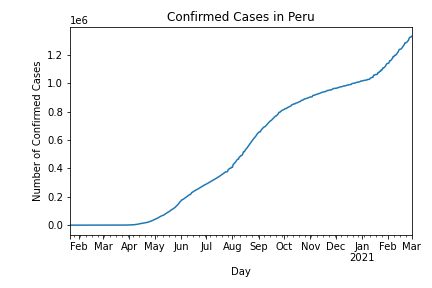 Confirmed Cases in Peru
1e6
Number of Confirmed Cases
1.2
1.0
0.8
0.6
0.4
0.2
0.0
Feb Mar Apr May Jun Jul Aug Sep Oct Nov Dec Jan Feb Mar
2021
Day